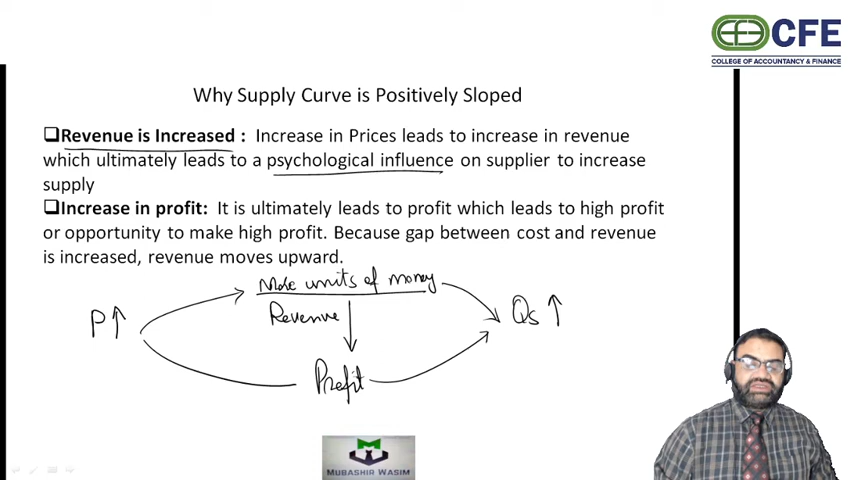 CFE
COLLEGE OF ACCOUNTANCY & FINANCE
Why Supply Curve is Positively Sloped
❑Revenue is Increased : Increase in Prices leads to increase in revenue
which ultimately leads to a psychological influence on supplier to increase
supply
❑Increase in profit: It is ultimately leads to profit which leads to high profit
or opportunity to make high profit. Because gap between cost and revenue
is increased, revenue moves upward.
More units of money
P↑
Revenue
Qs ↑
Profit
MUBASHIR WASIM